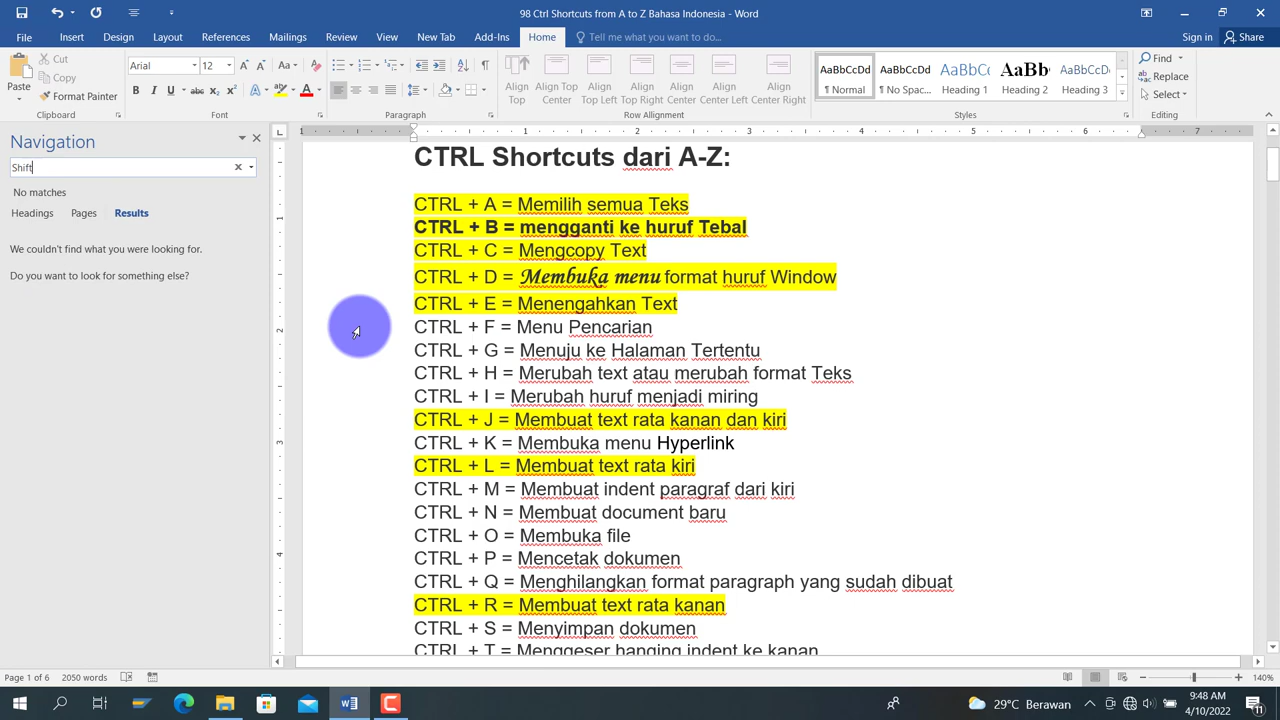 98 Ctrl Shortcuts from A to Z Bahasa Indonesia - Word
File Insert Design Layout References Mailings Review View New Tab Add-Ins Home Tell me what you want to do... Sign in Share
Paste Cut Copy Format Painter
Arial 12
Align Top Align Top Center Align Top Left Align Top Right Align Center Align Center Left Align Center Right
AaBbCcDd ¶ Normal AaBbCcDd ¶ No Spac... AaBbCc Heading 1 AaBb Heading 2 AaBbCcD Heading 3
Find Replace Select
Clipboard Font Paragraph Row Alignment Styles Editing
Navigation
Shift
No matches
Headings Pages Results
We couldn't find what you were looking for.
Do you want to look for something else?
CTRL Shortcuts dari A-Z:
CTRL + A = Memilih semua Teks
CTRL + B = mengganti ke huruf Tebal
CTRL + C = Mengcopy Text
CTRL + D = Membuka menu format huruf Window
CTRL + E = Menengahkan Text
CTRL + F = Menu Pencarian
CTRL + G = Menuju ke Halaman Tertentu
CTRL + H = Merubah text atau merubah format Teks
CTRL + I = Merubah huruf menjadi miring
CTRL + J = Membuat text rata kanan dan kiri
CTRL + K = Membuka menu Hyperlink
CTRL + L = Membuat text rata kiri
CTRL + M = Membuat indent paragraf dari kiri
CTRL + N = Membuat document baru
CTRL + O = Membuka file
CTRL + P = Mencetak dokumen
CTRL + Q = Menghilangkan format paragraph yang sudah dibuat
CTRL + R = Membuat text rata kanan
CTRL + S = Menyimpan dokumen
CTRL + T = Menggeser hanging indent ke kanan
Page 1 of 6 2050 words 140%
29°C Berawan 9:48 AM
4/10/2022 11